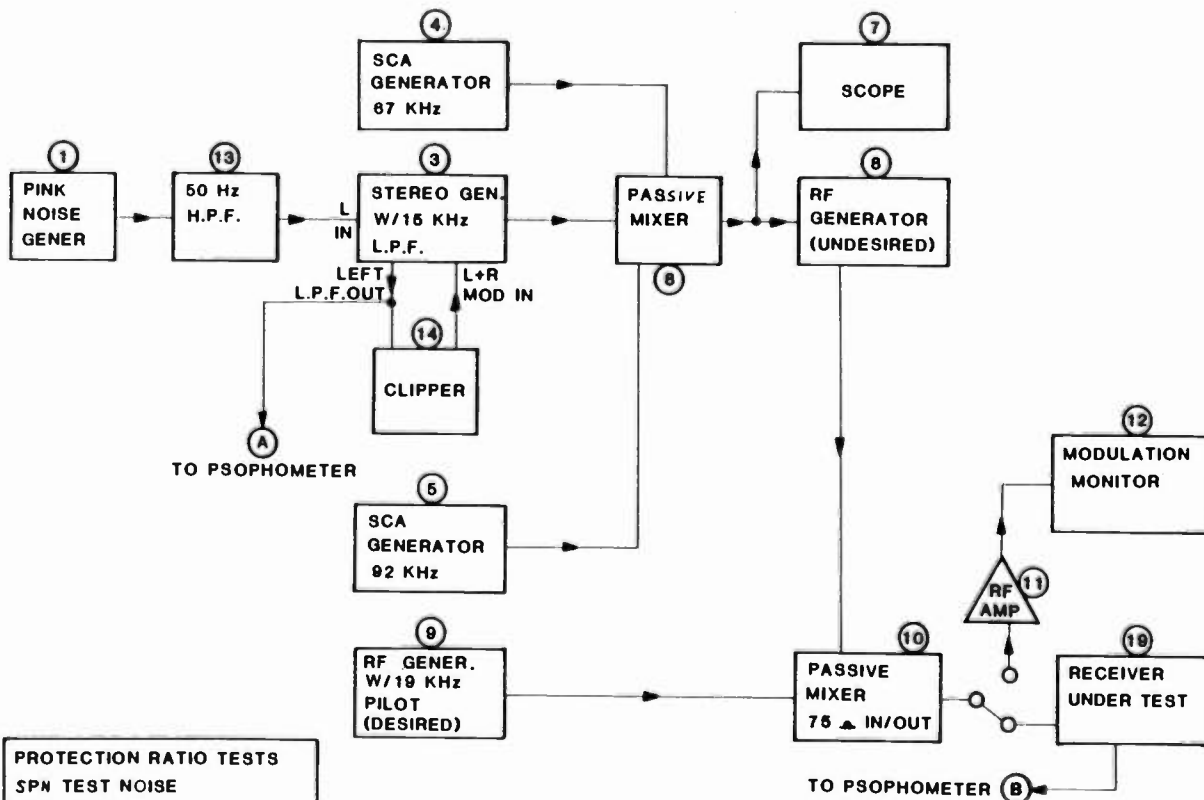 4
SCA
GENERATOR
67 KHz
7
SCOPE
1
PINK
NOISE
GENER
13
50 Hz
H.P.F.
L
IN
3
STEREO GEN.
W/15 KHz
L.P.F.
PASSIVE
MIXER
8
8
RF
GENERATOR
(UNDESIRED)
LEFT
L.P.F.OUT
L+R
MOD IN
14
CLIPPER
A
TO PSOPHOMETER
5
SCA
GENERATOR
92 KHz
12
MODULATION
MONITOR
RF
AMP
11
9
RF GENER.
W/19 KHz
PILOT
(DESIRED)
10
PASSIVE
MIXER
75 Ω IN/OUT
19
RECEIVER
UNDER TEST
TO PSOPHOMETER B
PROTECTION RATIO TESTS
SPN TEST NOISE